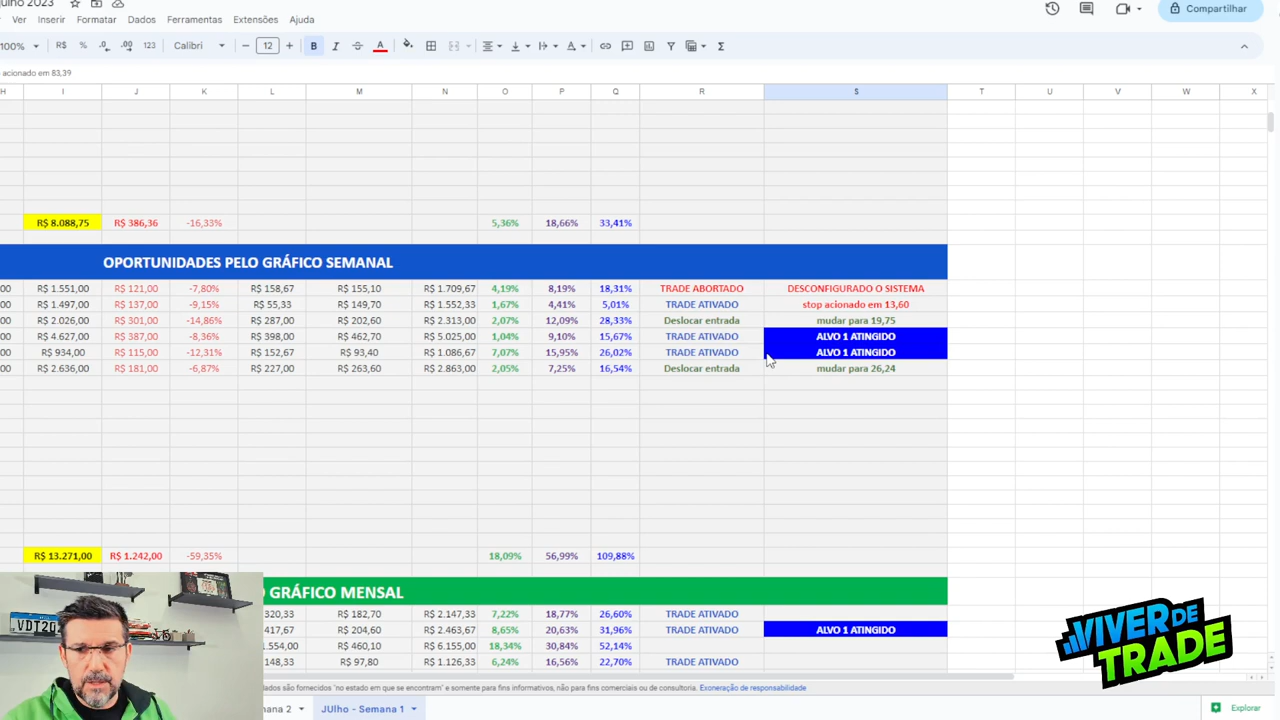 ulho 2023
Ver Inserir Formatar Dados Ferramentas Extensões Ajuda
Compartilhar
100% R$ % .0 .00 123 Calibri − 12 + B I S A Σ
acionado em 83,39
H I J K L M N O P Q R S T U V W X
R$ 8.088,75 R$ 386,36 -16,33% 5,36% 18,66% 33,41%
OPORTUNIDADES PELO GRÁFICO SEMANAL
00 R$ 1.551,00 R$ 121,00 -7,80% R$ 158,67 R$ 155,10 R$ 1.709,67 4,19% 8,19% 18,31% TRADE ABORTADO DESCONFIGURADO O SISTEMA
00 R$ 1.497,00 R$ 137,00 -9,15% R$ 55,33 R$ 149,70 R$ 1.552,33 1,67% 4,41% 5,01% TRADE ATIVADO stop acionado em 13,60
00 R$ 2.026,00 R$ 301,00 -14,86% R$ 287,00 R$ 202,60 R$ 2.313,00 2,07% 12,09% 28,33% Deslocar entrada mudar para 19,75
00 R$ 4.627,00 R$ 387,00 -8,36% R$ 398,00 R$ 462,70 R$ 5.025,00 1,04% 9,10% 15,67% TRADE ATIVADO ALVO 1 ATINGIDO
00 R$ 934,00 R$ 115,00 -12,31% R$ 152,67 R$ 93,40 R$ 1.086,67 7,07% 15,95% 26,02% TRADE ATIVADO ALVO 1 ATINGIDO
00 R$ 2.636,00 R$ 181,00 -6,87% R$ 227,00 R$ 263,60 R$ 2.863,00 2,05% 7,25% 16,54% Deslocar entrada mudar para 26,24
R$ 13.271,00 R$ 1.242,00 -59,35% 18,09% 56,99% 109,88%
O GRÁFICO MENSAL
320,33 R$ 182,70 R$ 2.147,33 7,22% 18,77% 26,60% TRADE ATIVADO
417,67 R$ 204,60 R$ 2.463,67 8,65% 20,63% 31,96% TRADE ATIVADO ALVO 1 ATINGIDO
.554,00 R$ 460,10 R$ 6.155,00 18,34% 30,84% 52,14%
148,33 R$ 97,80 R$ 1.126,33 6,24% 16,56% 22,70% TRADE ATIVADO
VDT20
VIVER DE TRADE
dados são fornecidos "no estado em que se encontram" e somente para fins informativos, não para fins comerciais ou de consultoria. Exoneração de responsabilidade
nana 2 JUlho - Semana 1
Explorar